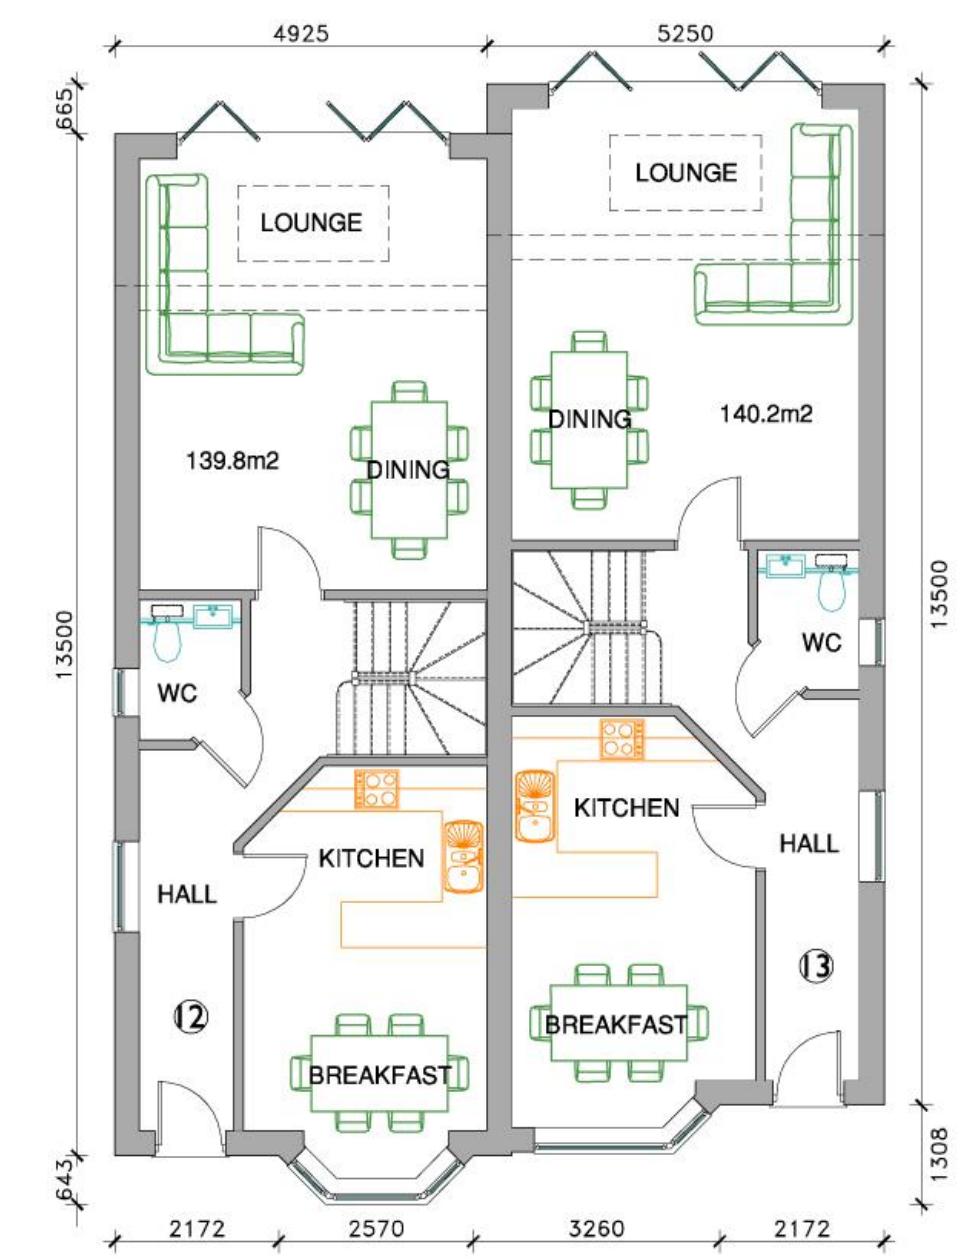 4925
5250
665
LOUNGE
LOUNGE
DINING
140.2m2
139.8m2
DINING
13500
13500
WC
WC
KITCHEN
HALL
KITCHEN
HALL
13
12
BREAKFAST
BREAKFAST
643
1308
2172
2570
3260
2172